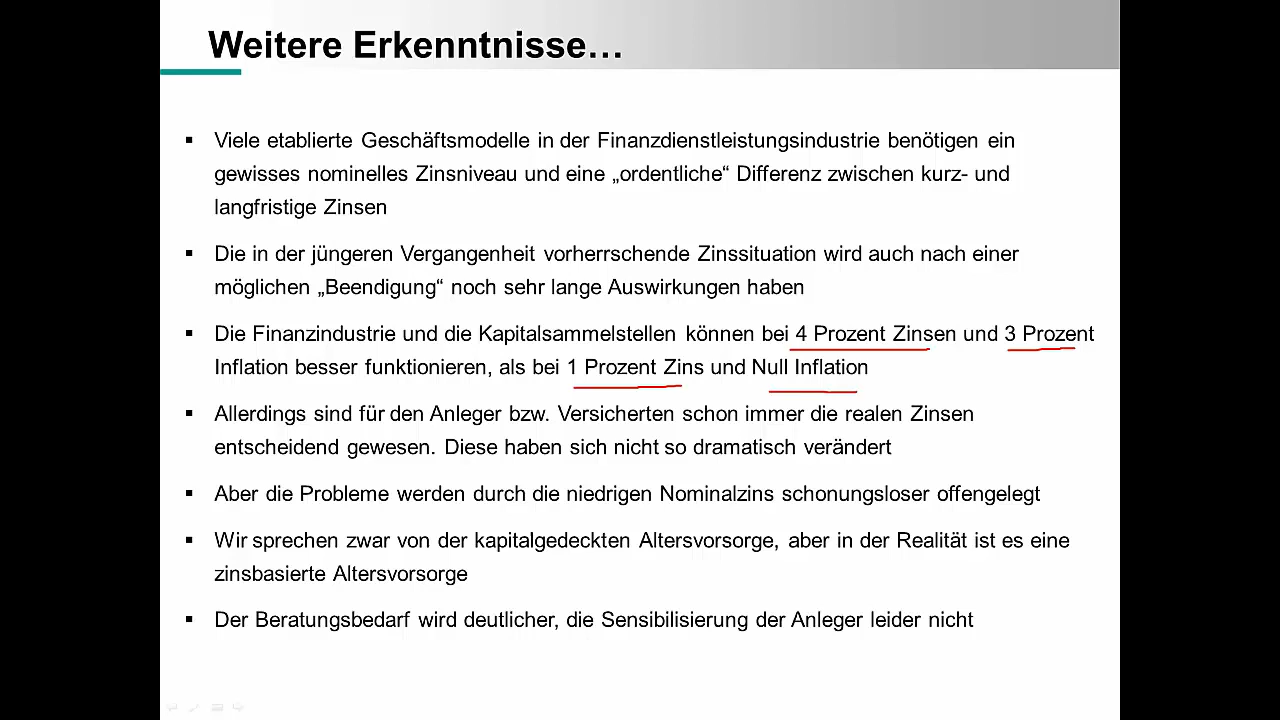 Weitere Erkenntnisse…
▪ Viele etablierte Geschäftsmodelle in der Finanzdienstleistungsindustrie benötigen ein
gewisses nominelles Zinsniveau und eine „ordentliche“ Differenz zwischen kurz- und
langfristige Zinsen
▪ Die in der jüngeren Vergangenheit vorherrschende Zinssituation wird auch nach einer
möglichen „Beendigung“ noch sehr lange Auswirkungen haben
▪ Die Finanzindustrie und die Kapitalsammelstellen können bei 4 Prozent Zinsen und 3 Prozent
Inflation besser funktionieren, als bei 1 Prozent Zins und Null Inflation
▪ Allerdings sind für den Anleger bzw. Versicherten schon immer die realen Zinsen
entscheidend gewesen. Diese haben sich nicht so dramatisch verändert
▪ Aber die Probleme werden durch die niedrigen Nominalzins schonungsloser offengelegt
▪ Wir sprechen zwar von der kapitalgedeckten Altersvorsorge, aber in der Realität ist es eine
zinsbasierte Altersvorsorge
▪ Der Beratungsbedarf wird deutlicher, die Sensibilisierung der Anleger leider nicht